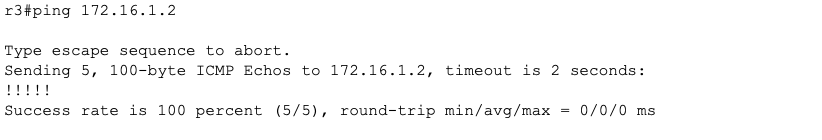 r3#ping 172.16.1.2
Type escape sequence to abort.
Sending 5, 100-byte ICMP Echos to 172.16.1.2, timeout is 2 seconds:
!!!!!
Success rate is 100 percent (5/5), round-trip min/avg/max = 0/0/0 ms